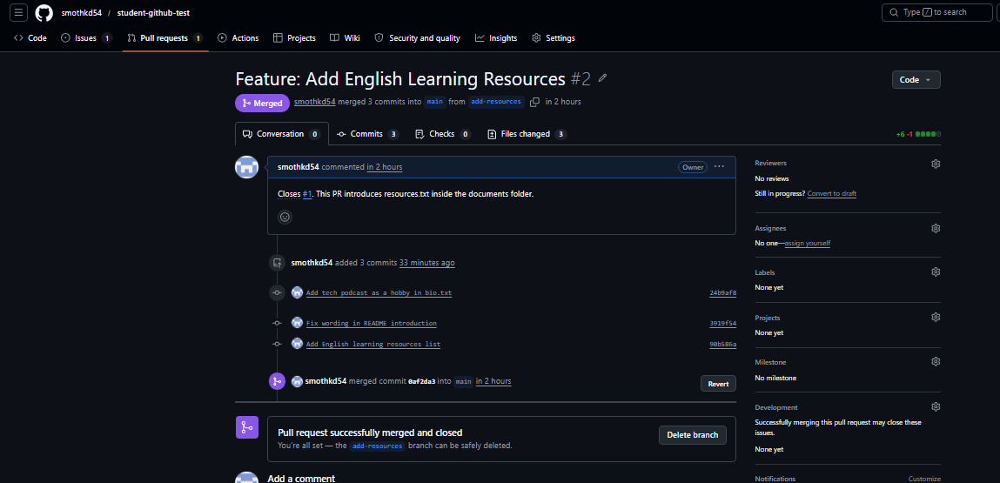 smothkd54 / student-github-test
Type / to search
Code Issues 1 Pull requests 1 Actions Projects Wiki Security and quality Insights Settings
Feature: Add English Learning Resources #2
Code
Merged smothkd54 merged 3 commits into main from add-resources in 2 hours
Conversation 0 Commits 3 Checks 0 Files changed 3
+6 -1
smothkd54 commented in 2 hours
Owner
Closes #1. This PR introduces resources.txt inside the documents folder.
smothkd54 added 3 commits 33 minutes ago
Add tech podcast as a hobby in bio.txt 24b9af8
Fix wording in README introduction 3919f54
Add English learning resources list 90b586a
smothkd54 merged commit 0af2da3 into main in 2 hours
Revert
Pull request successfully merged and closed
You're all set — the add-resources branch can be safely deleted.
Delete branch
Add a comment
Reviewers
No reviews
Still in progress? Convert to draft
Assignees
No one—assign yourself
Labels
None yet
Projects
None yet
Milestone
No milestone
Development
Successfully merging this pull request may close these
issues.
None yet
Notifications Customize